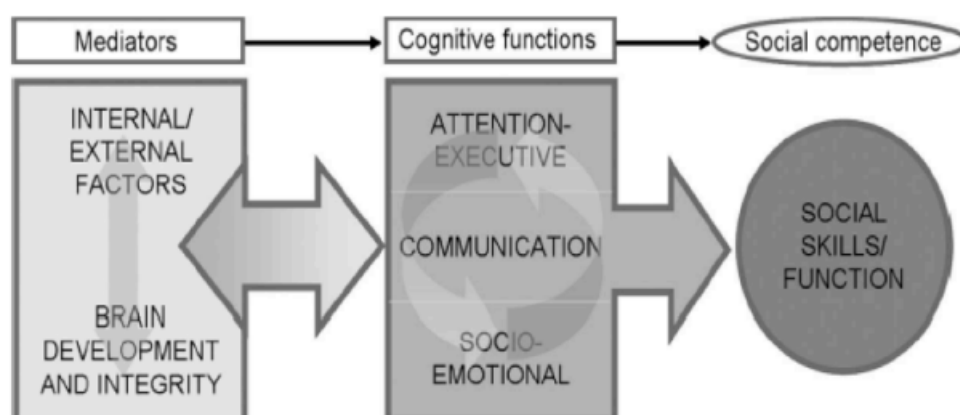 Mediators
Cognitive functions
Social competence
INTERNAL/
EXTERNAL
FACTORS
BRAIN
DEVELOPMENT
AND INTEGRITY
ATTENTION-
EXECUTIVE
COMMUNICATION
SOCIO-
EMOTIONAL
SOCIAL
SKILLS/
FUNCTION